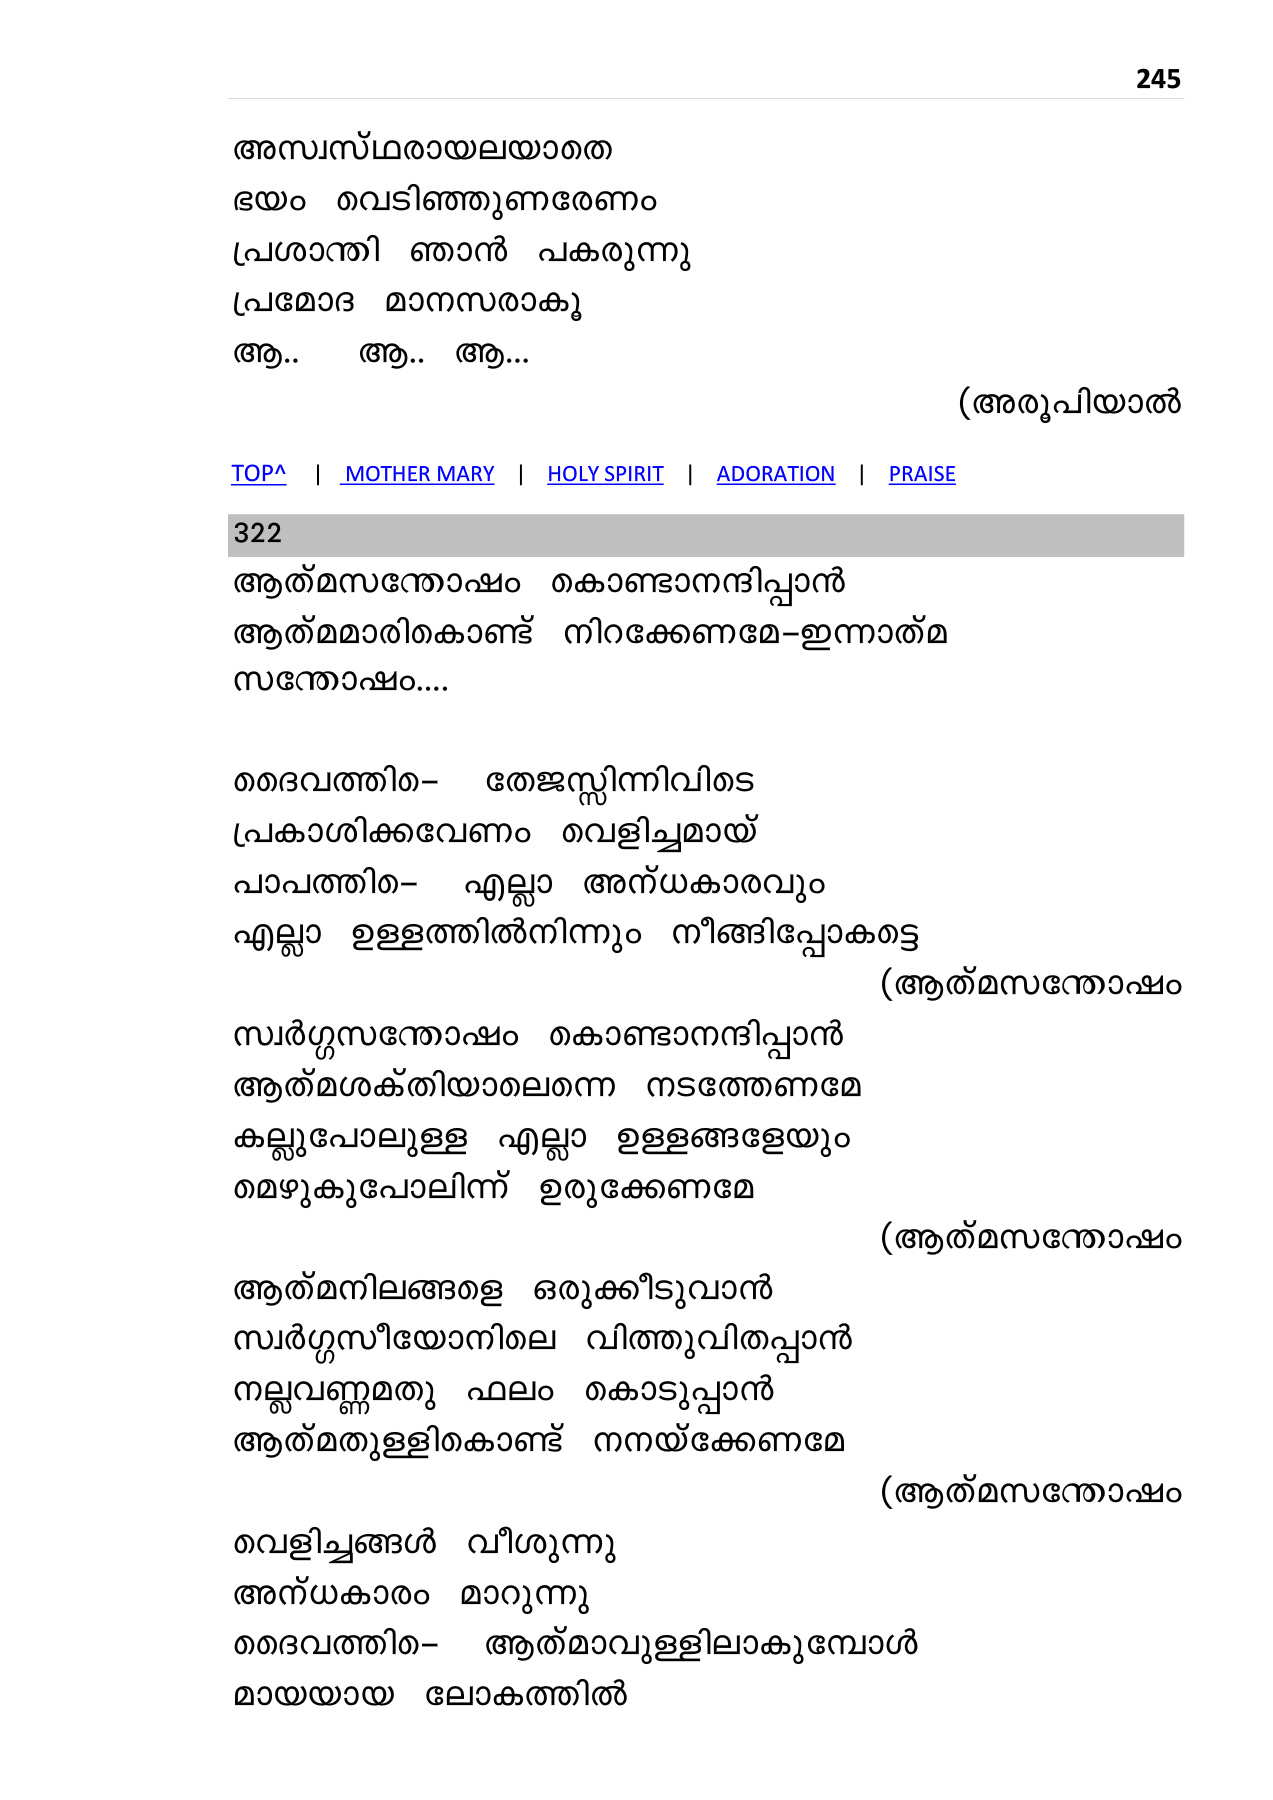 245
അസ്വസ്ഥരായലയാതെ
ഭയം വെടിഞ്ഞുണരേണം
പ്രശാന്തി ഞാൻ പകരുന്നു
പ്രമോദ മാനസരാകൂ
ആ.. ആ.. ആ...
(അരൂപിയാൽ
TOP^ | MOTHER MARY | HOLY SPIRIT | ADORATION | PRAISE
322
ആത്മസന്തോഷം കൊണ്ടാനന്ദിപ്പാൻ
ആത്മമാരികൊണ്ട് നിറക്കേണമേ–ഇന്നാത്മ
സന്തോഷം....
ദൈവത്തിെ– തേജസ്സിന്നിവിടെ
പ്രകാശിക്കവേണം വെളിച്ചമായ്
പാപത്തിെ– എല്ലാ അന്ധകാരവും
എല്ലാ ഉള്ളത്തിൽനിന്നും നീങ്ങിപ്പോകട്ടെ
(ആത്മസന്തോഷം
സ്വർഗ്ഗസന്തോഷം കൊണ്ടാനന്ദിപ്പാൻ
ആത്മശക്തിയാലെന്നെ നടത്തേണമേ
കല്ലുപോലുള്ള എല്ലാ ഉള്ളങ്ങളേയും
മെഴുകുപോലിന്ന് ഉരുക്കേണമേ
(ആത്മസന്തോഷം
ആത്മനിലങ്ങളെ ഒരുക്കീടുവാൻ
സ്വർഗ്ഗസീയോനിലെ വിത്തുവിതപ്പാൻ
നല്ലവണ്ണമതു ഫലം കൊടുപ്പാൻ
ആത്മതുള്ളികൊണ്ട് നനയ്ക്കേണമേ
(ആത്മസന്തോഷം
വെളിച്ചങ്ങൾ വീശുന്നു
അന്ധകാരം മാറുന്നു
ദൈവത്തിെ– ആത്മാവുള്ളിലാകുമ്പോൾ
മായയായ ലോകത്തിൽ